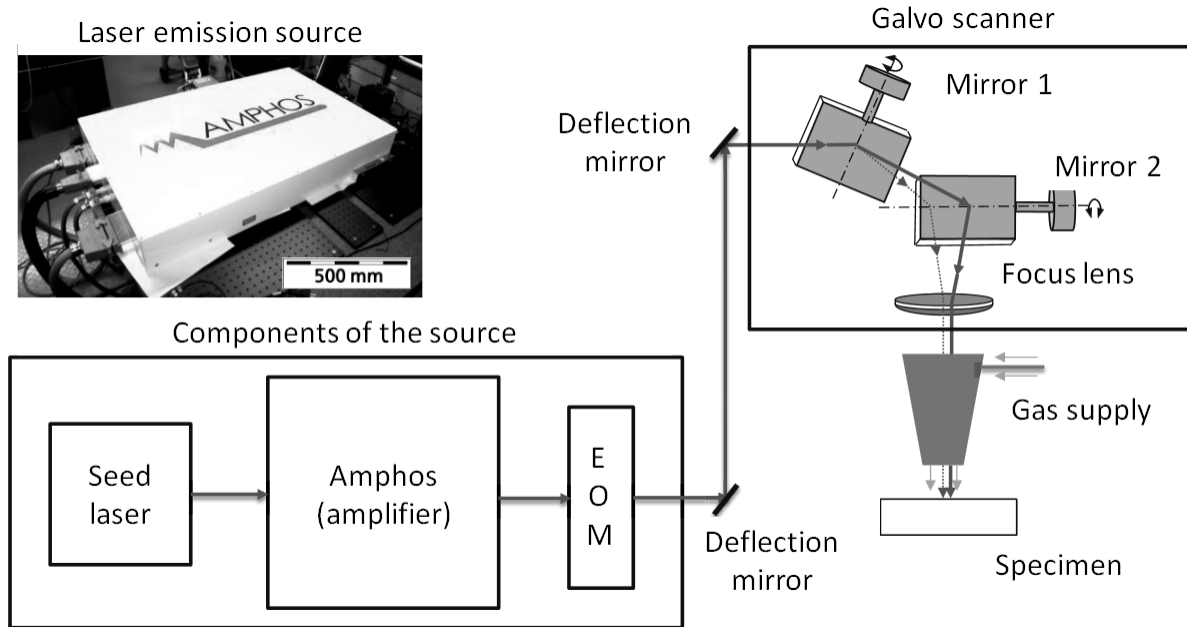 Laser emission source
AMPHOS
500 mm
Galvo scanner
Mirror 1
Deflection
mirror
Mirror 2
Focus lens
Components of the source
Gas supply
Seed
laser
Amphos
(amplifier)
E
O
M
Deflection
mirror
Specimen